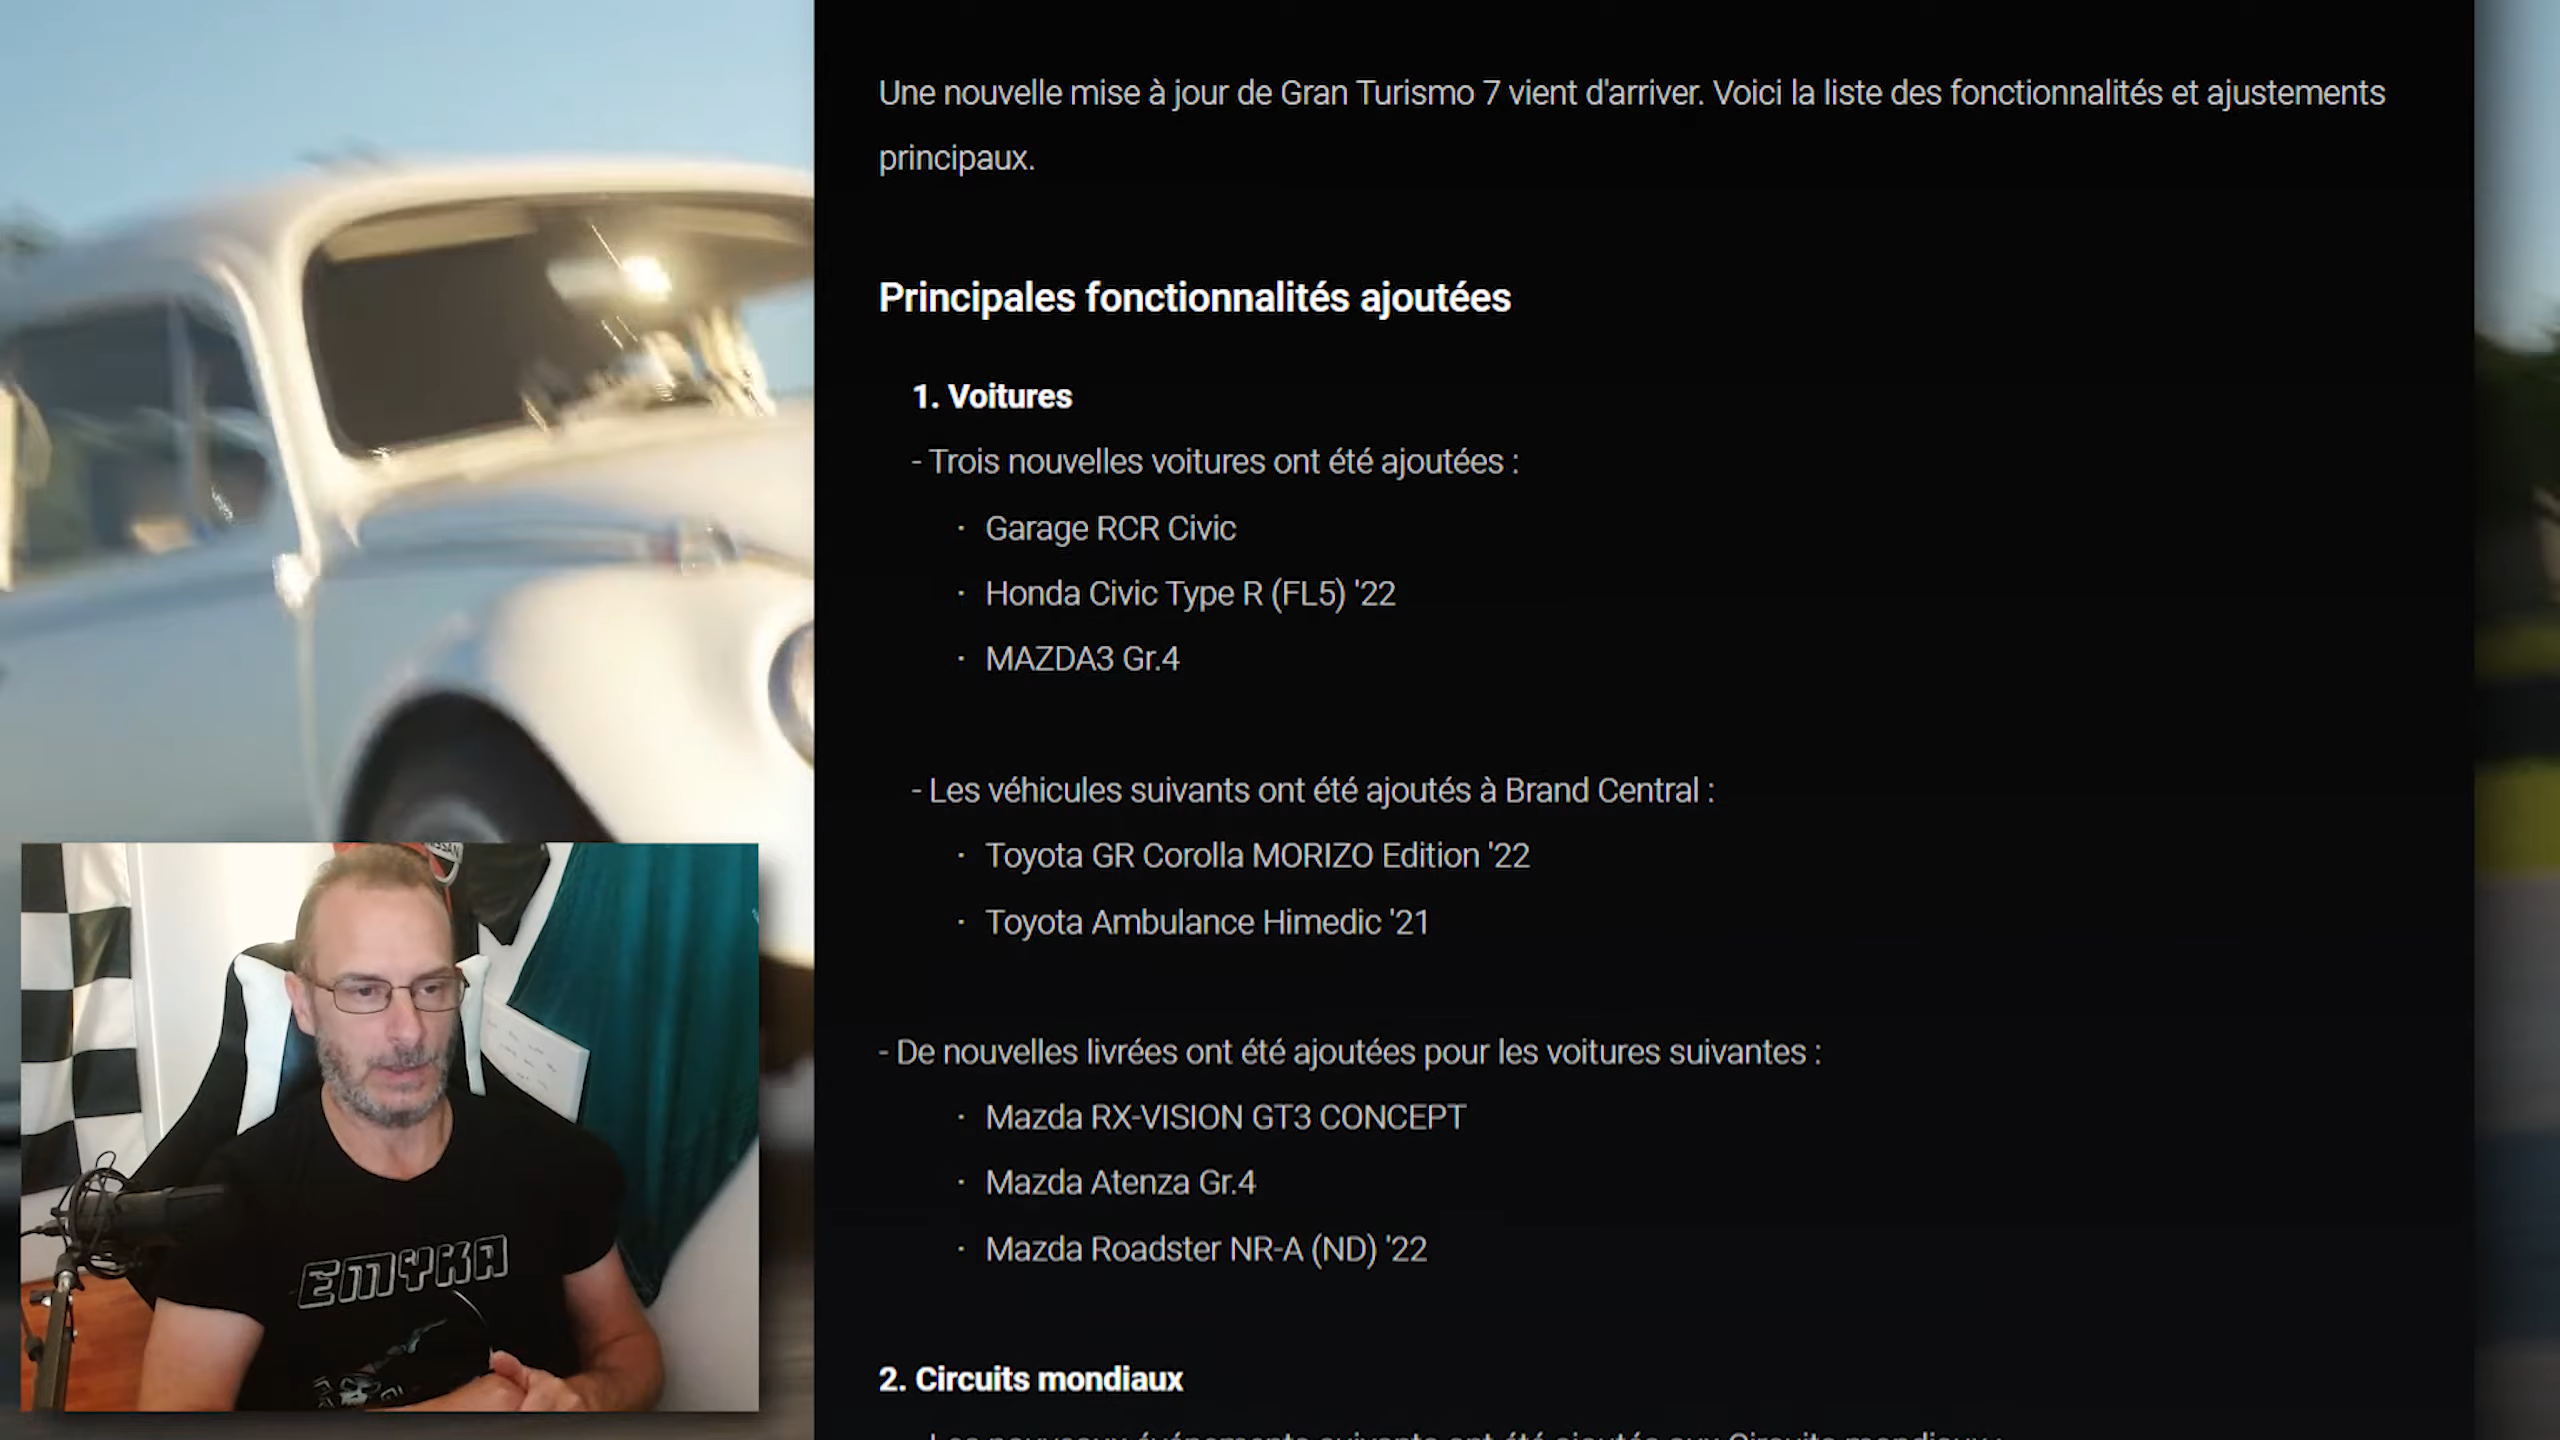 Une nouvelle mise à jour de Gran Turismo 7 vient d'arriver. Voici la liste des fonctionnalités et ajustements
principaux.
Principales fonctionnalités ajoutées
1. Voitures
- Trois nouvelles voitures ont été ajoutées :
· Garage RCR Civic
· Honda Civic Type R (FL5) '22
· MAZDA3 Gr.4
- Les véhicules suivants ont été ajoutés à Brand Central :
· Toyota GR Corolla MORIZO Edition '22
· Toyota Ambulance Himedic '21
- De nouvelles livrées ont été ajoutées pour les voitures suivantes :
· Mazda RX-VISION GT3 CONCEPT
· Mazda Atenza Gr.4
· Mazda Roadster NR-A (ND) '22
2. Circuits mondiaux
NISSAN
EMYKA